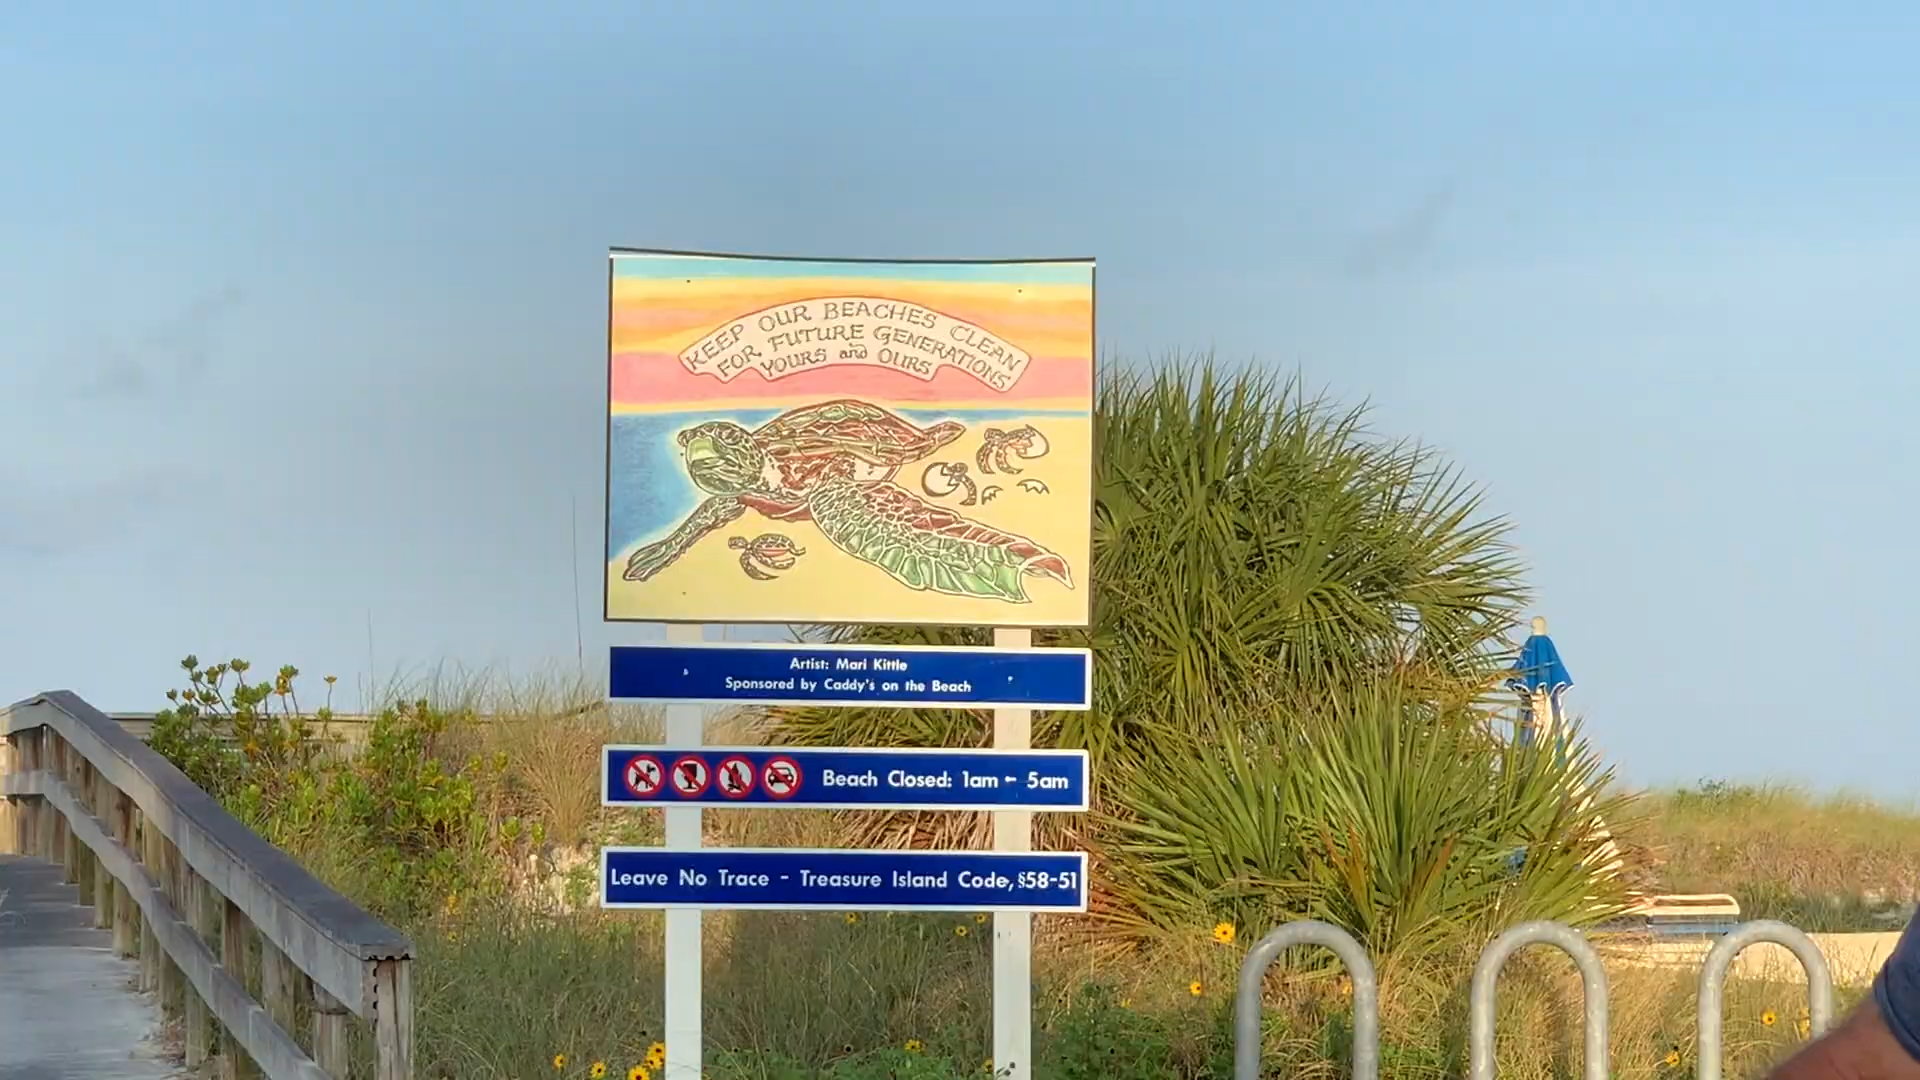 KEEP OUR BEACHES CLEAN
FOR FUTURE GENERATIONS
YOURS and OURS
Artist: Mari Kittle
Sponsored by Caddy's on the Beach
Beach Closed: 1am - 5am
Leave No Trace - Treasure Island Code, §58-51